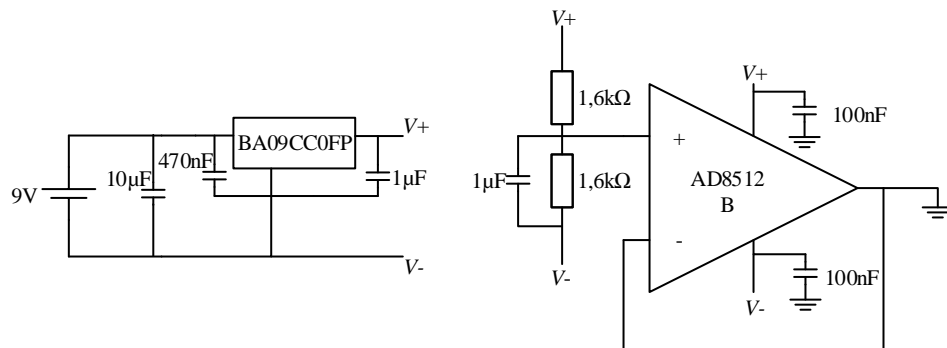 V+
BA09CC0FP
470nF
10µF
9V
1µF
V-
V+
1,6kΩ
1µF
1,6kΩ
V-
+
-
AD8512
B
V+
100nF
V-
100nF